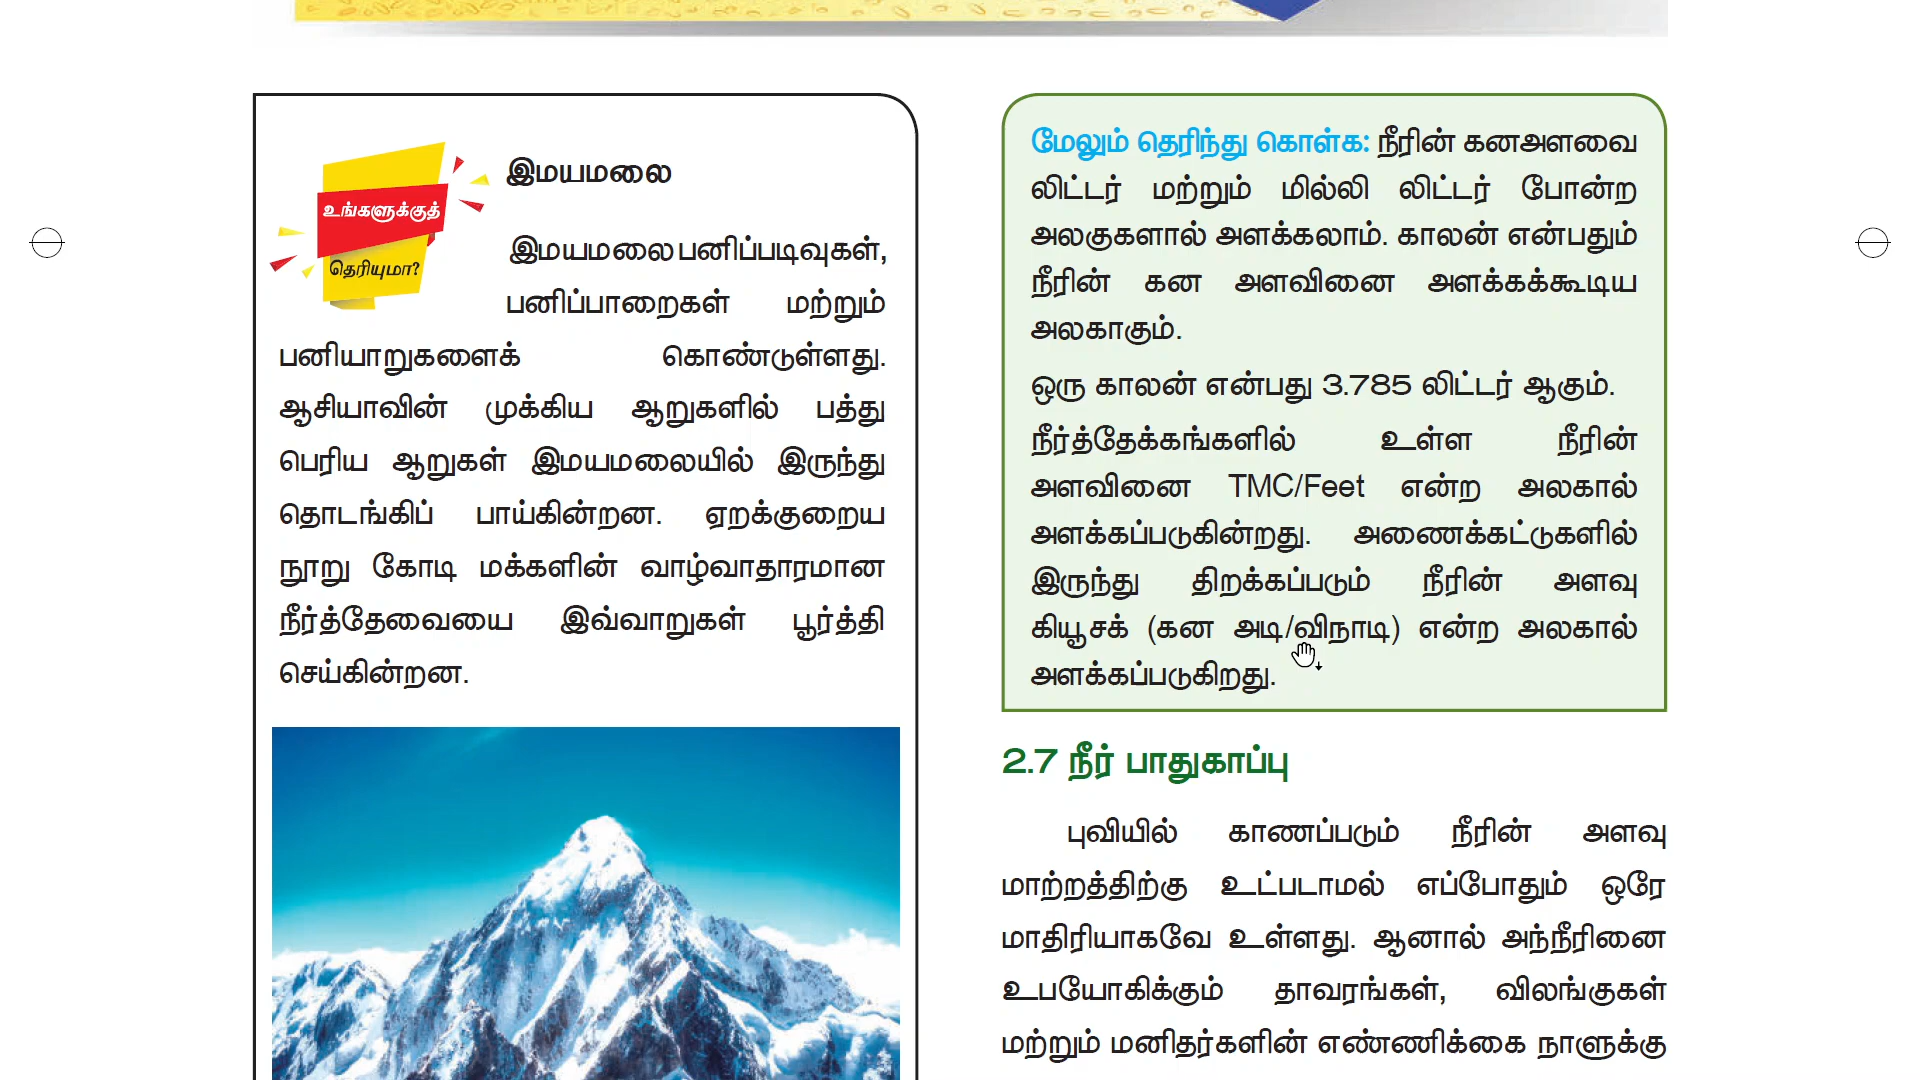 உங்களுக்குத்
தெரியுமா?
இமயமலை
இமயமலை பனிப்படிவுகள்,
பனிப்பாறைகள் மற்றும்
பனியாறுகளைக் கொண்டுள்ளது.
ஆசியாவின் முக்கிய ஆறுகளில் பத்து
பெரிய ஆறுகள் இமயமலையில் இருந்து
தொடங்கிப் பாய்கின்றன. ஏறக்குறைய
நூறு கோடி மக்களின் வாழ்வாதாரமான
நீர்த்தேவையை இவ்வாறுகள் பூர்த்தி
செய்கின்றன.
மேலும் தெரிந்து கொள்க: நீரின் கனஅளவை
லிட்டர் மற்றும் மில்லி லிட்டர் போன்ற
அலகுகளால் அளக்கலாம். காலன் என்பதும்
நீரின் கன அளவினை அளக்கக்கூடிய
அலகாகும்.
ஒரு காலன் என்பது 3.785 லிட்டர் ஆகும்.
நீர்த்தேக்கங்களில் உள்ள நீரின்
அளவினை TMC/Feet என்ற அலகால்
அளக்கப்படுகின்றது. அணைக்கட்டுகளில்
இருந்து திறக்கப்படும் நீரின் அளவு
கியூசக் (கன அடி/விநாடி) என்ற அலகால்
அளக்கப்படுகிறது.
2.7 நீர் பாதுகாப்பு
புவியில் காணப்படும் நீரின் அளவு
மாற்றத்திற்கு உட்படாமல் எப்போதும் ஒரே
மாதிரியாகவே உள்ளது. ஆனால் அந்நீரினை
உபயோகிக்கும் தாவரங்கள், விலங்குகள்
மற்றும் மனிதர்களின் எண்ணிக்கை நாளுக்கு